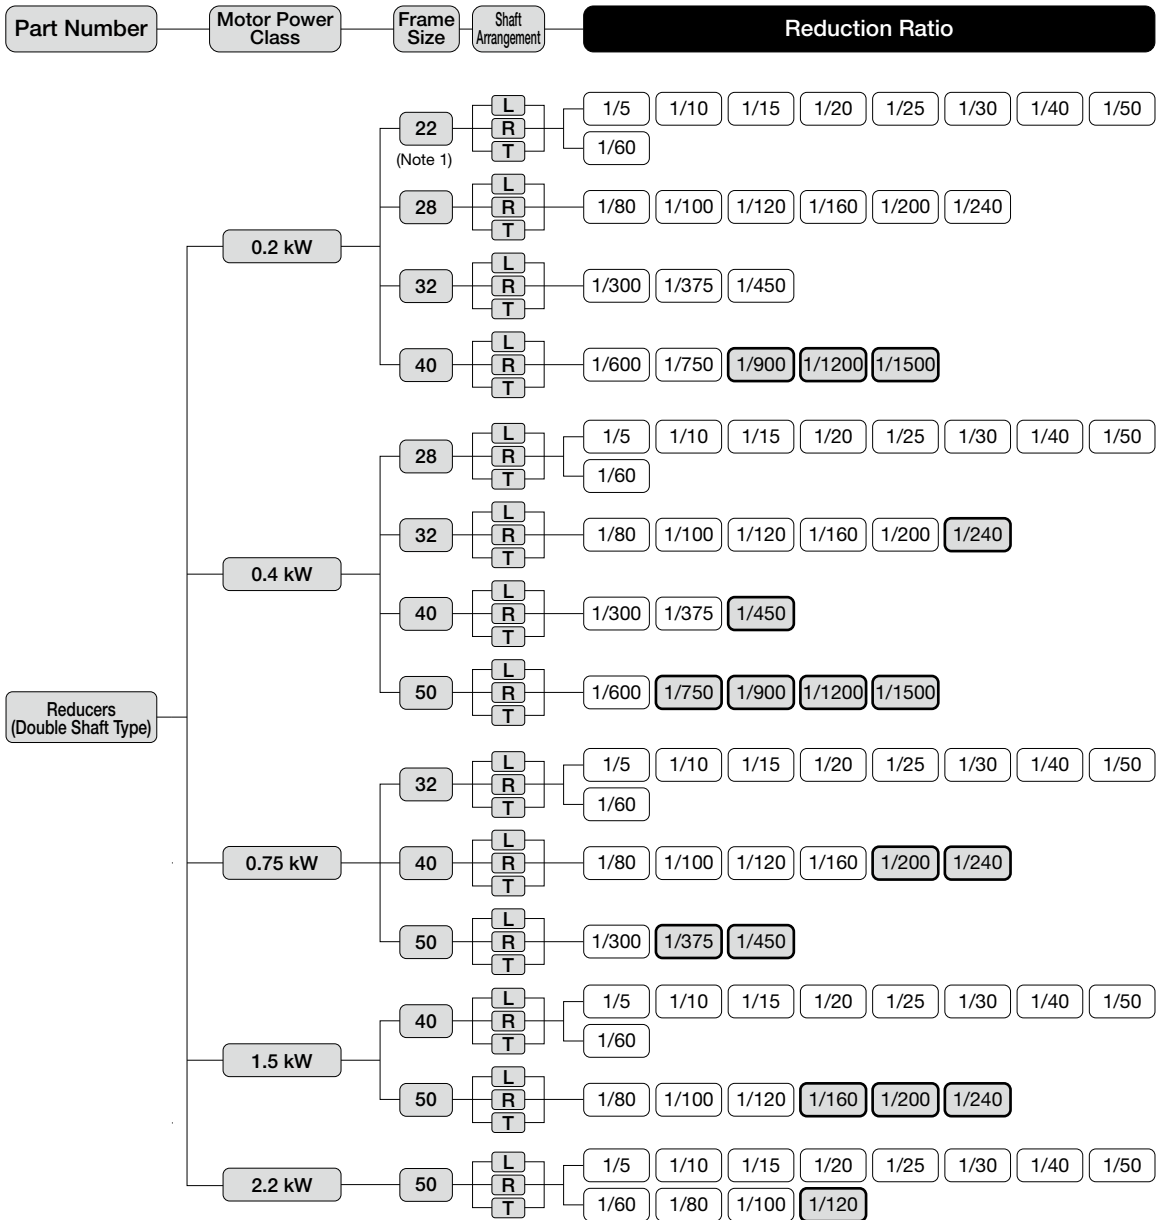 Part Number Motor Power Class Frame Size Shaft Arrangement Reduction Ratio
L
1/5 1/10 1/15 1/20 1/25 1/30 1/40 1/50
22 R
(Note 1) T 1/60
L
28 R 1/80 1/100 1/120 1/160 1/200 1/240
T
0.2 kW
L
32 R 1/300 1/375 1/450
T
L
40 R 1/600 1/750 1/900 1/1200 1/1500
T
L 1/5 1/10 1/15 1/20 1/25 1/30 1/40 1/50
28 R
T 1/60
L
32 R 1/80 1/100 1/120 1/160 1/200 1/240
T
0.4 kW
L
40 R 1/300 1/375 1/450
T
L
50 R 1/600 1/750 1/900 1/1200 1/1500
T
Reducers
(Double Shaft Type)
L 1/5 1/10 1/15 1/20 1/25 1/30 1/40 1/50
32 R
T 1/60
L
0.75 kW 40 R 1/80 1/100 1/120 1/160 1/200 1/240
T
L
50 R 1/300 1/375 1/450
T
L 1/5 1/10 1/15 1/20 1/25 1/30 1/40 1/50
40 R
T 1/60
1.5 kW
L
50 R 1/80 1/100 1/120 1/160 1/200 1/240
T
L 1/5 1/10 1/15 1/20 1/25 1/30 1/40 1/50
2.2 kW 50 R
T 1/60 1/80 1/100 1/120